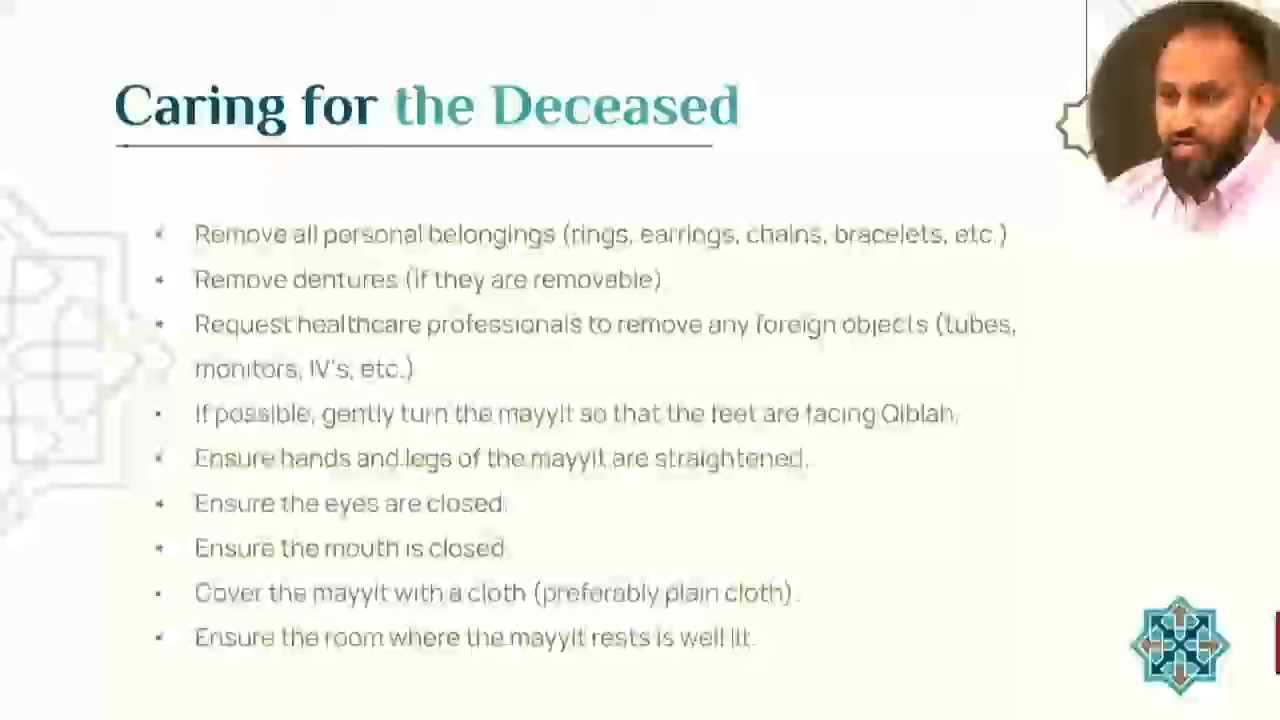 Caring for the Deceased
• Remove all personal belongings (rings, earrings, chains, bracelets, etc.)
• Remove dentures (if they are removable)
• Request healthcare professionals to remove any foreign objects (tubes,
monitors, IV's, etc.)
• If possible, gently turn the mayyit so that the feet are facing Qiblah.
• Ensure hands and legs of the mayyit are straightened.
• Ensure the eyes are closed.
• Ensure the mouth is closed.
• Cover the mayyit with a cloth (preferably plain cloth).
• Ensure the room where the mayyit rests is well lit.